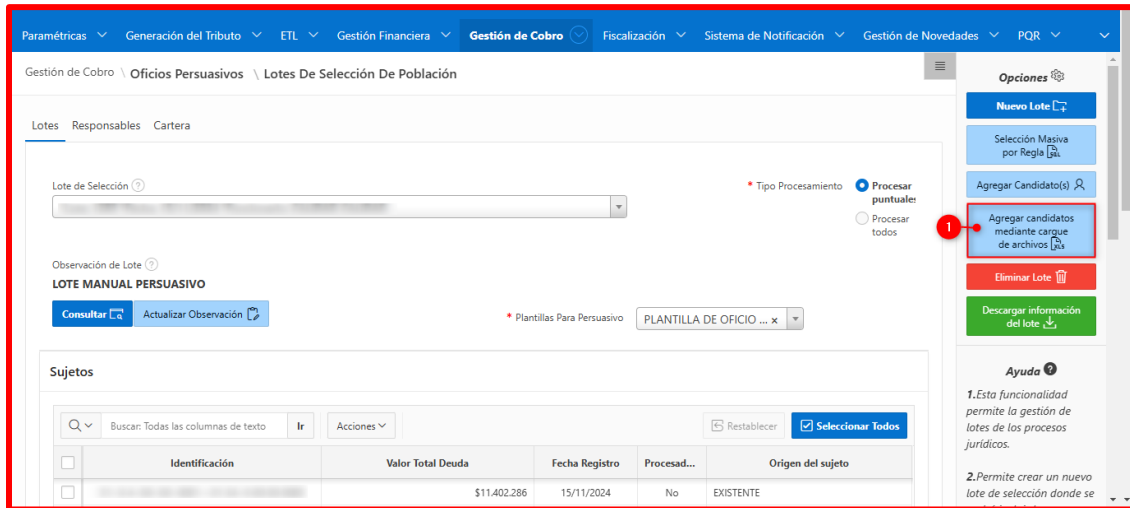 Paramétricas Generación del Tributo ETL Gestión Financiera Gestión de Cobro Fiscalización Sistema de Notificación Gestión de Novedades PQR
Gestión de Cobro \ Oficios Persuasivos \ Lotes De Selección De Población
Lotes Responsables Cartera
Lote de Selección ?
* Tipo Procesamiento
Procesar
puntuales
Procesar
todos
Observación de Lote ?
LOTE MANUAL PERSUASIVO
Consultar Actualizar Observación
* Plantillas Para Persuasivo PLANTILLA DE OFICIO ... x
Sujetos
Buscar: Todas las columnas de texto Ir Acciones Restablecer Seleccionar Todos
Identificación Valor Total Deuda Fecha Registro Procesad... Origen del sujeto
$11.402.286 15/11/2024 No EXISTENTE
Opciones
Nuevo Lote
Selección Masiva
por Regla SQL
Agregar Candidato(s)
1
Agregar candidatos
mediante cargue
de archivos XLS
Eliminar Lote
Descargar información
del lote
Ayuda ?
1.Esta funcionalidad
permite la gestión de
lotes de los procesos
jurídicos.
2.Permite crear un nuevo
lote de selección donde se